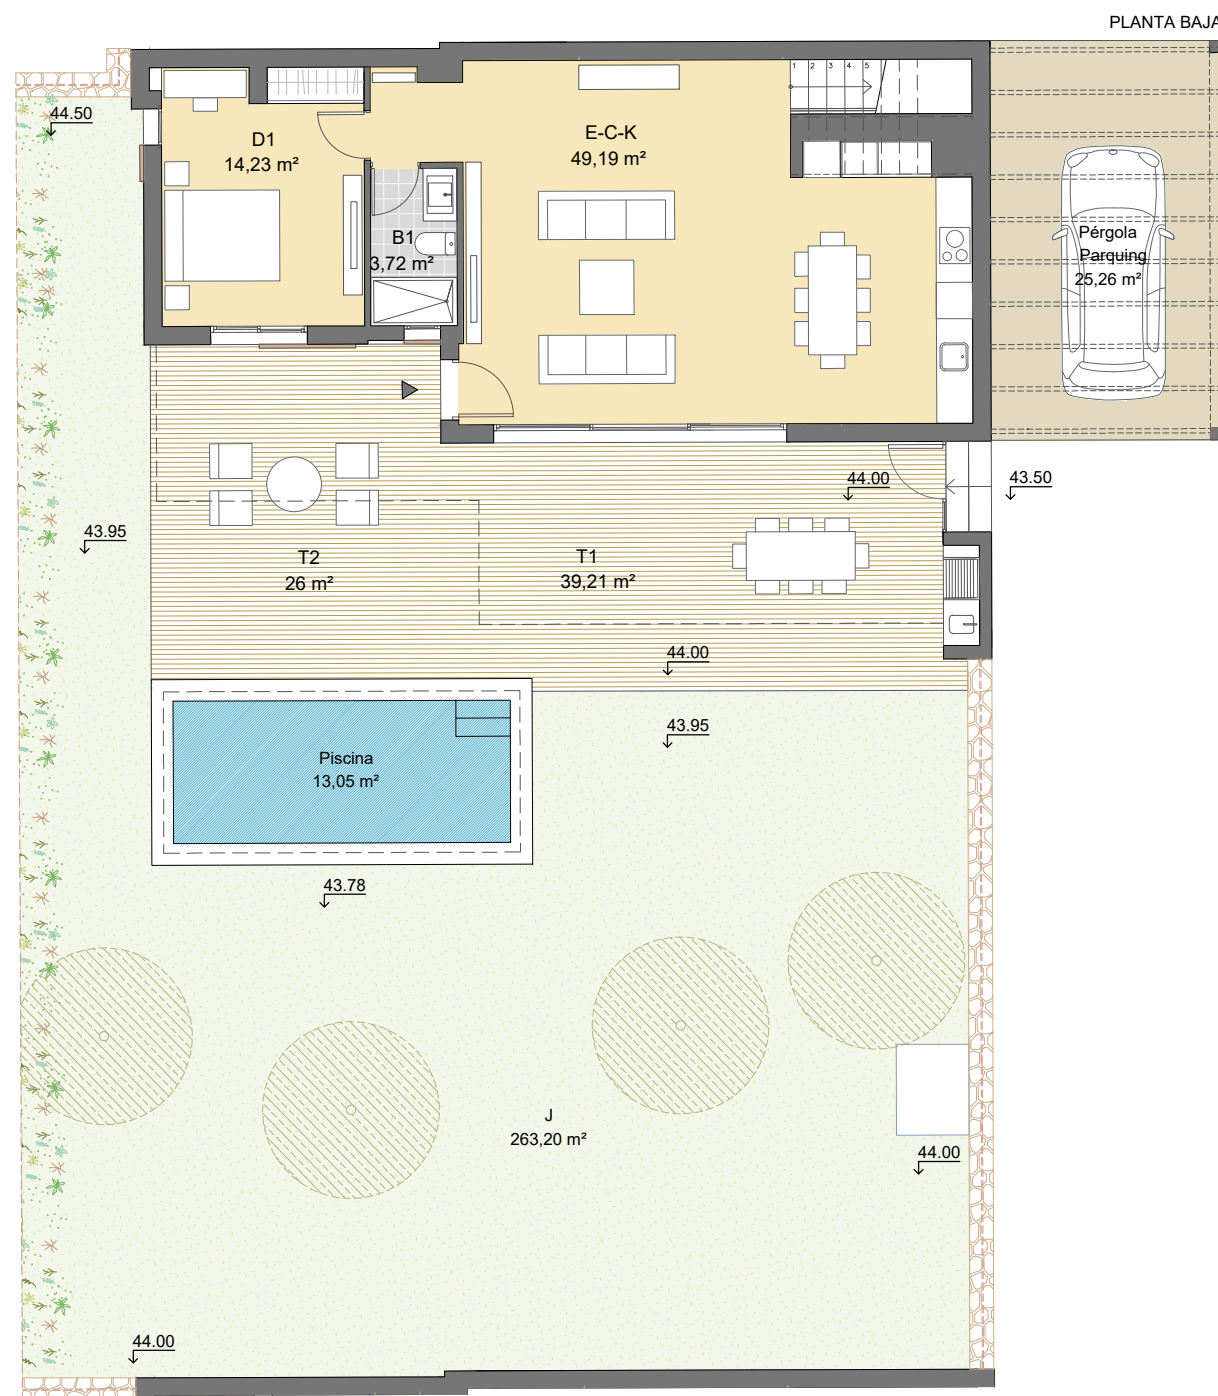 PLANTA BAJA
44.50
D1
14,23 m²
E-C-K
49,19 m²
1 2 3 4 5
B1
3,72 m²
Pérgola
Parquing
25,26 m²
44.00
43.50
43.95
T2
26 m²
T1
39,21 m²
44.00
43.95
Piscina
13,05 m²
43.78
J
263,20 m²
44.00
44.00